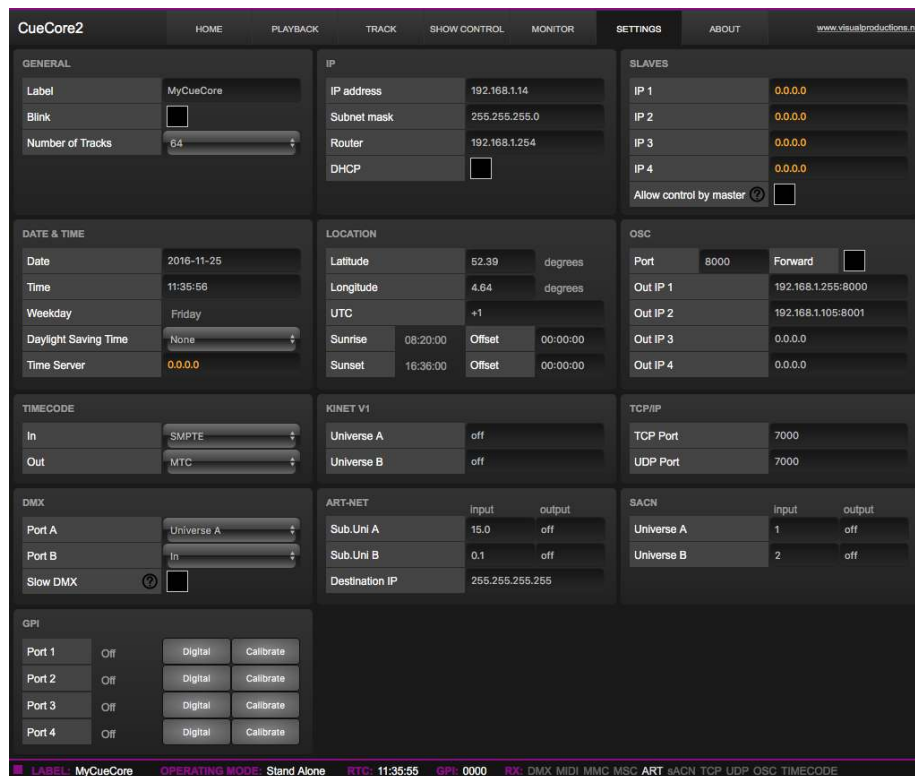 CueCore2 HOME PLAYBACK TRACK SHOW CONTROL MONITOR SETTINGS ABOUT
GENERAL
Label MyCueCore
Blink
Number of Tracks 64
IP
IP address 192.168.1.14
Subnet mask 255.255.255.0
Router 192.168.1.254
DHCP
SLAVES
IP 1 0.0.0.0
IP 2 0.0.0.0
IP 3 0.0.0.0
IP 4 0.0.0.0
Allow control by master ?
DATE & TIME
Date 2016-11-25
Time 11:35:56
Weekday Friday
Daylight Saving Time None
Time Server 0.0.0.0
LOCATION
Latitude 52.39 degrees
Longitude 4.64 degrees
UTC +1
Sunrise 08:20:00 Offset 00:00:00
Sunset 16:36:00 Offset 00:00:00
OSC
Port 8000 Forward
Out IP 1 192.168.1.255:8000
Out IP 2 192.168.1.105:8001
Out IP 3 0.0.0.0
Out IP 4 0.0.0.0
TIMECODE
In SMPTE
Out MTC
KINET V1
Universe A off
Universe B off
TCP/IP
TCP Port 7000
UDP Port 7000
DMX
Port A Universe A
Port B In
Slow DMX ?
ART-NET input output
Sub.Uni A 15.0 off
Sub.Uni B 0.1 off
Destination IP 255.255.255.255
SACN input output
Universe A 1 off
Universe B 2 off
GPI
Port 1 Off Digital Calibrate
Port 2 Off Digital Calibrate
Port 3 Off Digital Calibrate
Port 4 Off Digital Calibrate
LABEL: MyCueCore OPERATING MODE: Stand Alone RTC: 11:35:55 GPI: 0000 RX: DMX MIDI MMC MSC ART sACN TCP UDP OSC TIMECODE